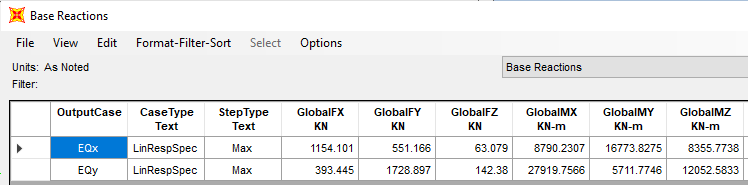 Base Reactions
File View Edit Format-Filter-Sort Select Options
Units: As Noted Base Reactions
Filter:
OutputCase CaseType Text StepType Text GlobalFX KN GlobalFY KN GlobalFZ KN GlobalMX KN-m GlobalMY KN-m GlobalMZ KN-m
EQx LinRespSpec Max 1154.101 551.166 63.079 8790.2307 16773.8275 8355.7738
EQy LinRespSpec Max 393.445 1728.897 142.38 27919.7566 5711.7746 12052.5833